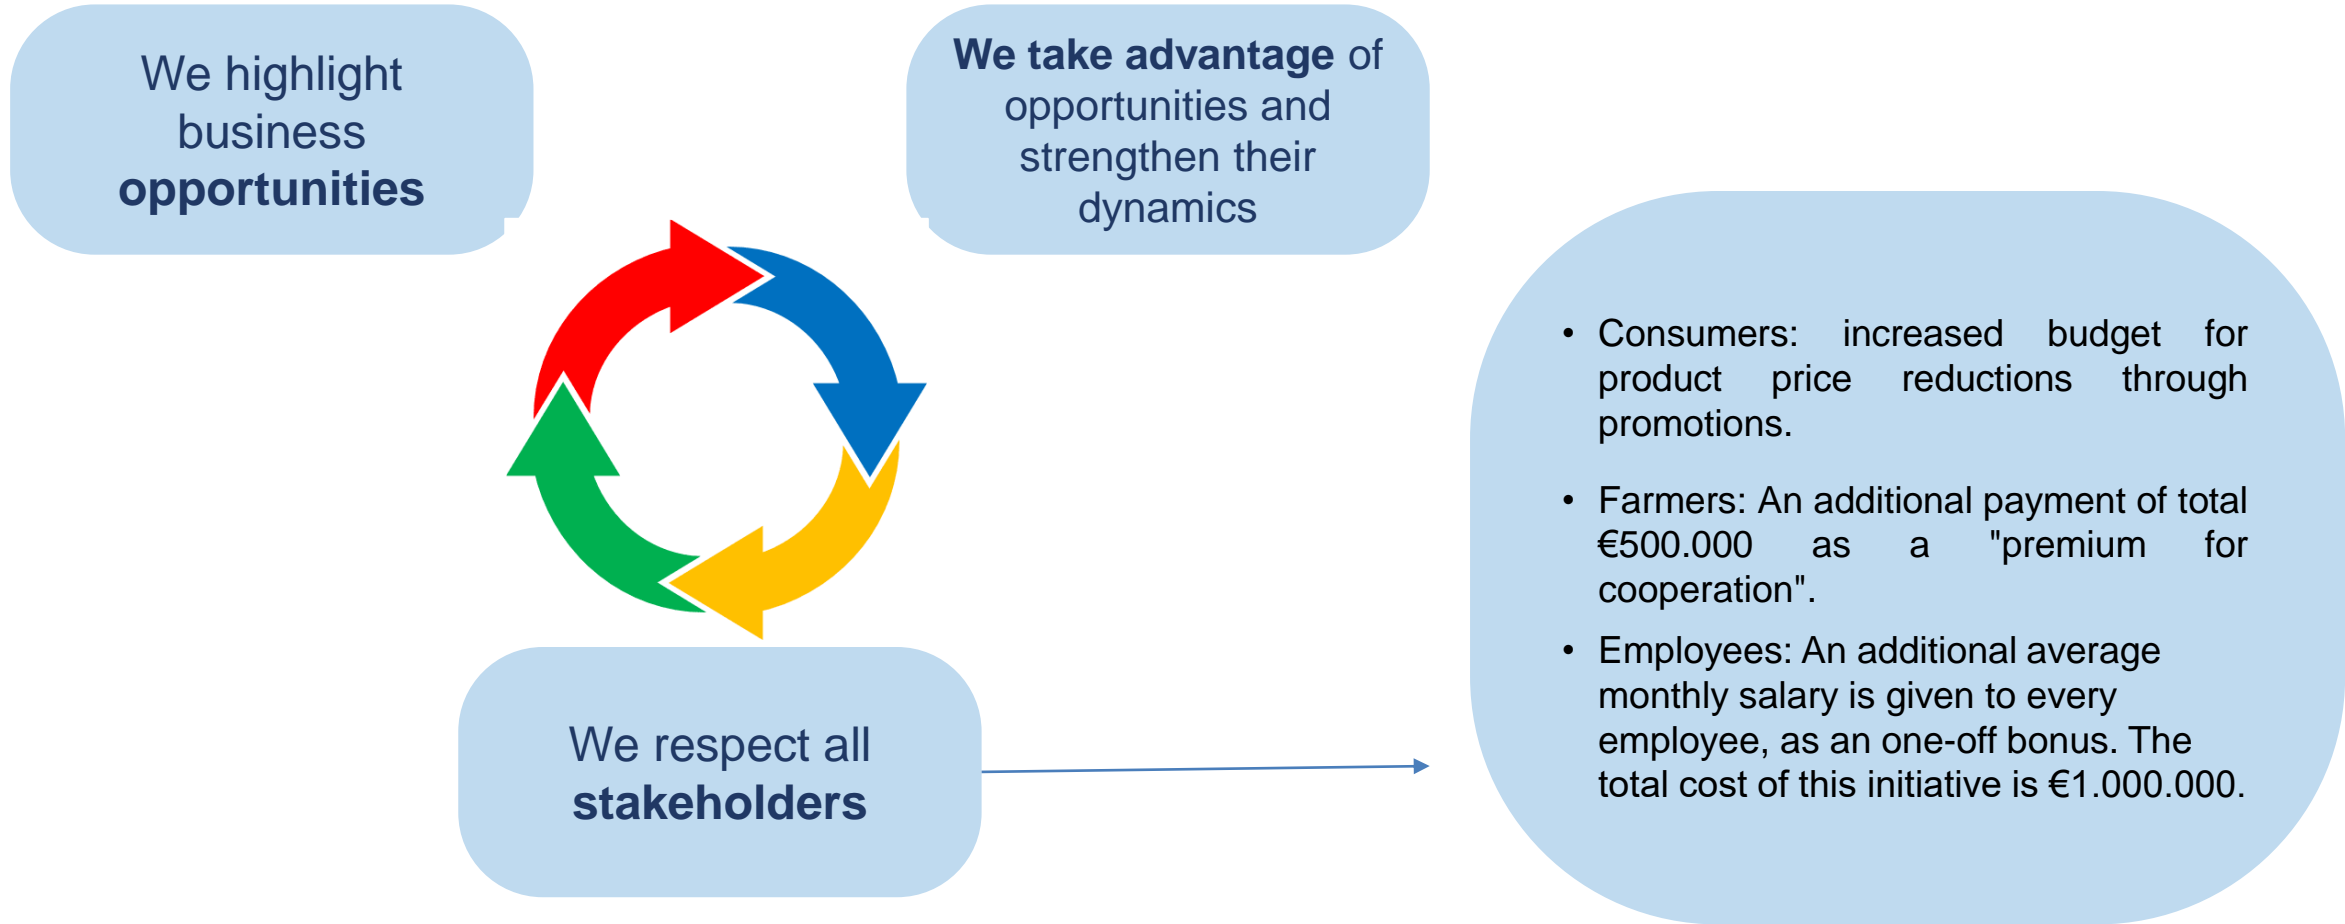 We highlight
business
opportunities
We take advantage of
opportunities and
strengthen their
dynamics
We respect all
stakeholders
• Consumers: increased budget for
product price reductions through
promotions.
• Farmers: An additional payment of total
€500.000 as a "premium for
cooperation".
• Employees: An additional average
monthly salary is given to every
employee, as an one-off bonus. The
total cost of this initiative is €1.000.000.